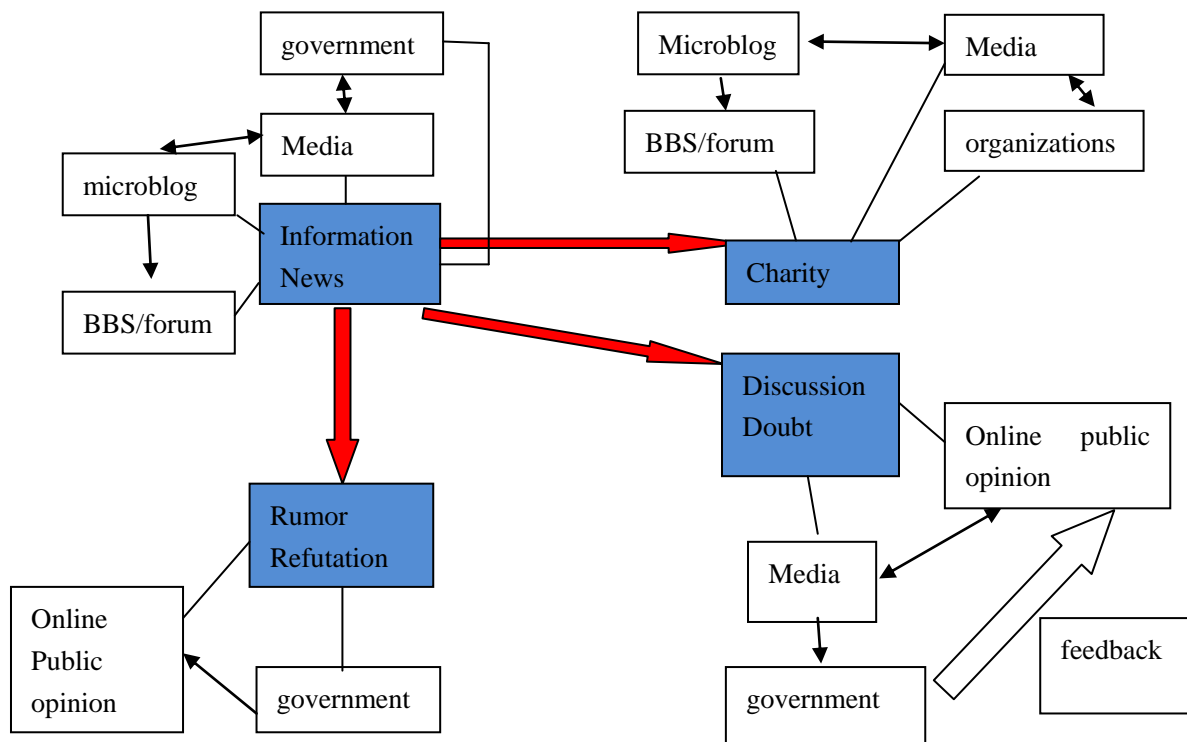 government
Media
microblog
Information
News
BBS/forum
Microblog
Media
BBS/forum
organizations
Charity
Discussion
Doubt
Online public
opinion
Media
government
feedback
Rumor
Refutation
Online
Public
opinion
government